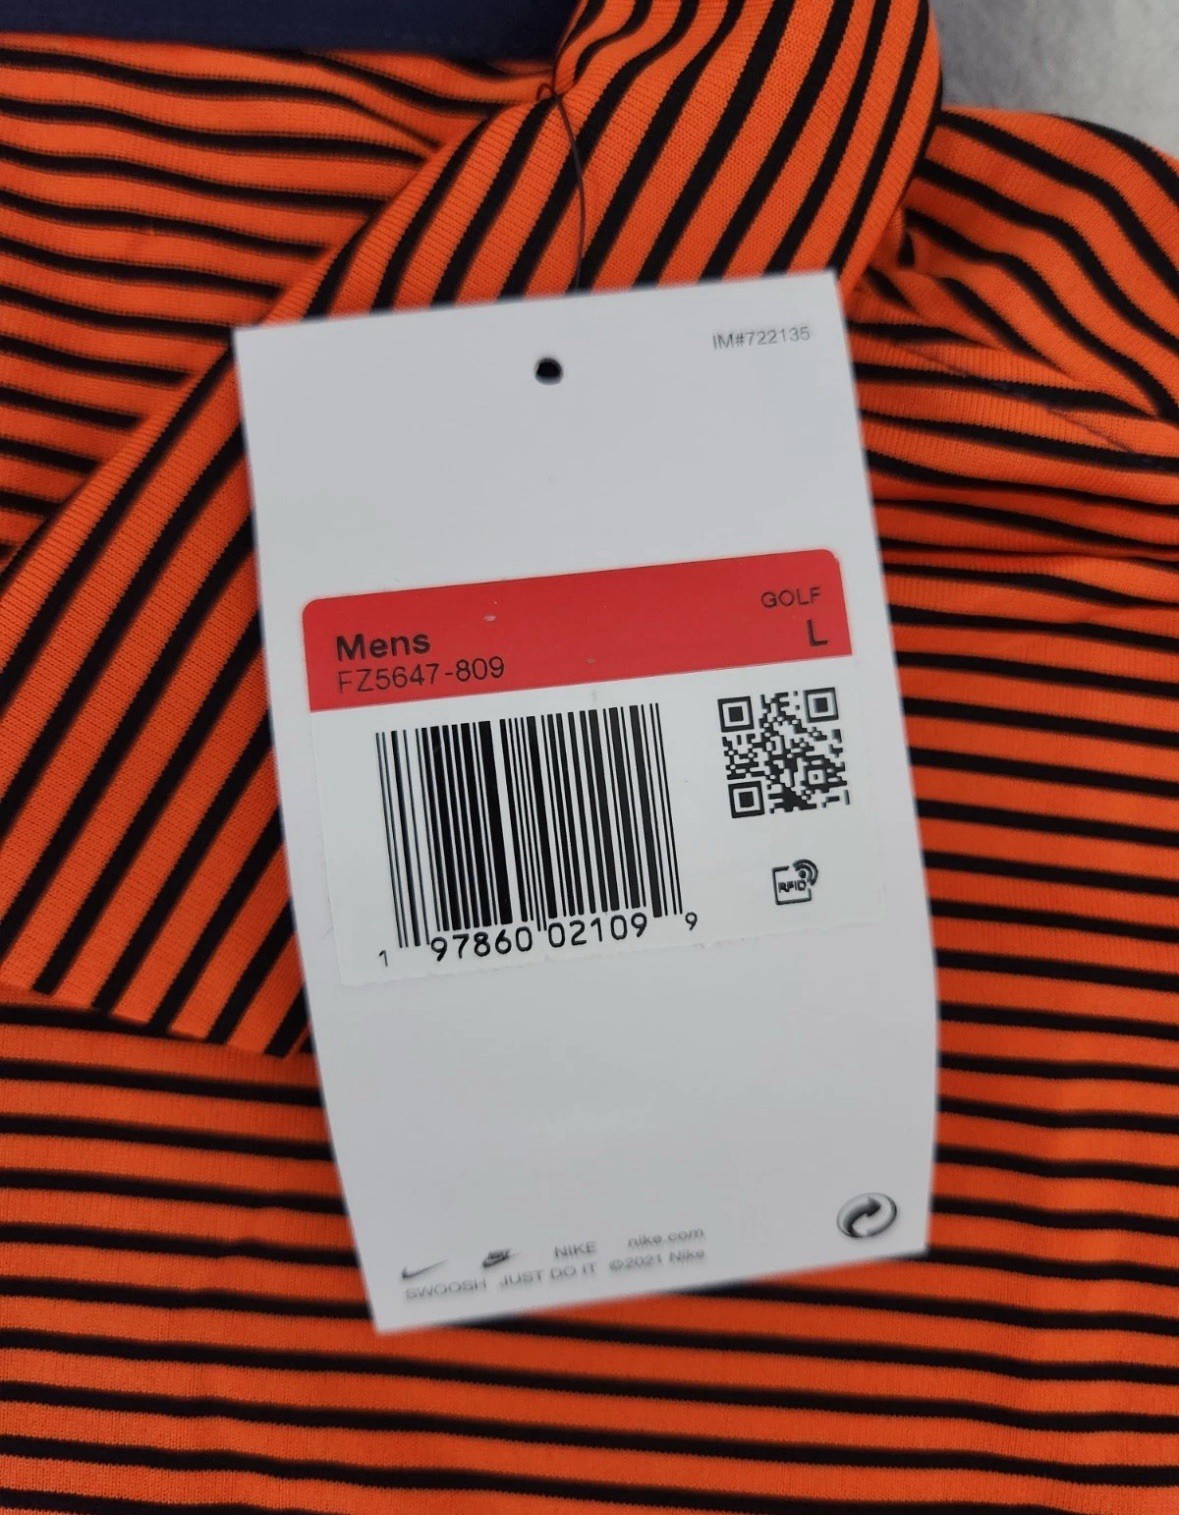 IM#722135
GOLF
Mens L
FZ5647-809
RFID
1 97860 02109 9
NIKE nike.com
SWOOSH JUST DO IT ©2021 Nike